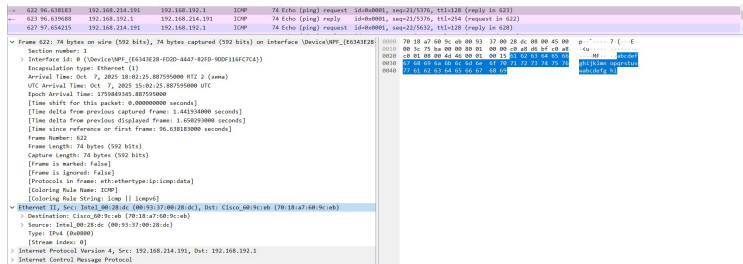 622 96.638183 192.168.214.191 192.168.192.1 ICMP 74 Echo (ping) request id=0x0001, seq=21/5376, ttl=128 (reply in 623)
623 96.639688 192.168.192.1 192.168.214.191 ICMP 74 Echo (ping) reply id=0x0001, seq=21/5376, ttl=254 (request in 622)
627 97.654215 192.168.214.191 192.168.192.1 ICMP 74 Echo (ping) request id=0x0001, seq=22/5632, ttl=128 (reply in 628)
Frame 622: 74 bytes on wire (592 bits), 74 bytes captured (592 bits) on interface \Device\NPF_{E6343E28-
Section number: 1
Interface id: 0 (\Device\NPF_{E6343E28-FD2D-4447-82FD-9DDF116FC7C4})
Encapsulation type: Ethernet (1)
Arrival Time: Oct 7, 2025 18:02:25.887595000 RTZ 2 (зима)
UTC Arrival Time: Oct 7, 2025 15:02:25.887595000 UTC
Epoch Arrival Time: 1759849345.887595000
[Time shift for this packet: 0.000000000 seconds]
[Time delta from previous captured frame: 1.441934000 seconds]
[Time delta from previous displayed frame: 1.650293000 seconds]
[Time since reference or first frame: 96.638183000 seconds]
Frame Number: 622
Frame Length: 74 bytes (592 bits)
Capture Length: 74 bytes (592 bits)
[Frame is marked: False]
[Frame is ignored: False]
[Protocols in frame: eth:ethertype:ip:icmp:data]
[Coloring Rule Name: ICMP]
[Coloring Rule String: icmp || icmpv6]
Ethernet II, Src: Intel_00:28:dc (00:93:37:00:28:dc), Dst: Cisco_60:9c:eb (70:18:a7:60:9c:eb)
Destination: Cisco_60:9c:eb (70:18:a7:60:9c:eb)
Source: Intel_00:28:dc (00:93:37:00:28:dc)
Type: IPv4 (0x0800)
[Stream index: 0]
Internet Protocol Version 4, Src: 192.168.214.191, Dst: 192.168.192.1
Internet Control Message Protocol
0000 70 18 a7 60 9c eb 00 93 37 00 28 dc 08 00 45 00 p··`···· 7·(···E·
0010 00 3c 75 ba 00 00 80 01 00 00 c0 a8 d6 bf c0 a8 ·<u····· ········
0020 c0 01 08 00 4d 46 00 01 00 15 61 62 63 64 65 66 ····MF·· ··abcdef
0030 67 68 69 6a 6b 6c 6d 6e 6f 70 71 72 73 74 75 76 ghijklmn opqrstuv
0040 77 61 62 63 64 65 66 67 68 69 wabcdefg hi